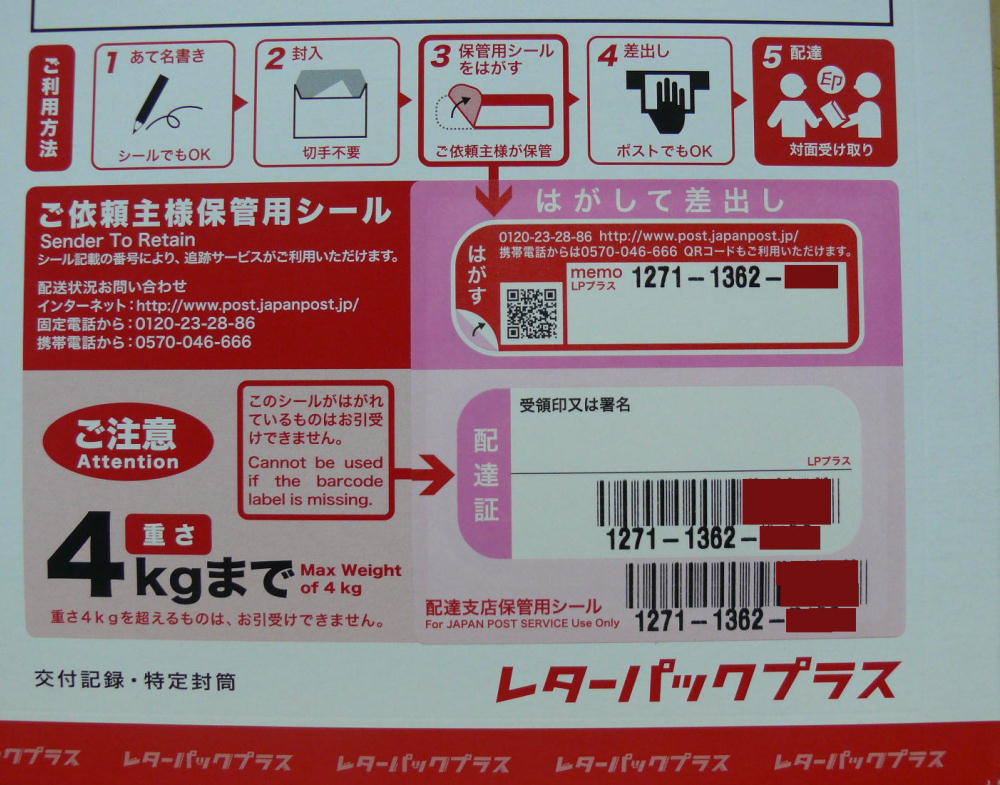 ご利用方法
1 あて名書き
シールでもOK
2 封入
切手不要
3 保管用シール
をはがす
ご依頼主様が保管
4 差出し
ポストでもOK
5 配達
EP
対面受け取り
ご依頼主様保管用シール
Sender To Retain
シール記載の番号により、追跡サービスがご利用いただけます。
配送状況お問い合わせ
インターネット:http://www.post.japanpost.jp/
固定電話から:0120-23-28-86
携帯電話から:0570-046-666
はがして差出し
はがす
0120-23-28-86 http://www.post.japanpost.jp/
携帯電話からは0570-046-666 QRコードもご利用いただけます。
memo
LPプラス
1271-1362-
ご注意
Attention
このシールがはがれ
ているものはお引受
けできません。
Cannot be used
if the barcode
label is missing.
重さ
4kgまで
Max Weight
of 4 kg
重さ4kgを超えるものは、お引受けできません。
配達証
受領印又は署名
LPプラス
1271-1362-
配達支店保管用シール
For JAPAN POST SERVICE Use Only
1271-1362-
交付記録・特定封筒
レターパックプラス
ックプラス
レターパックプラス
レターパックプラス
レターパックプラス
レターパックプラス